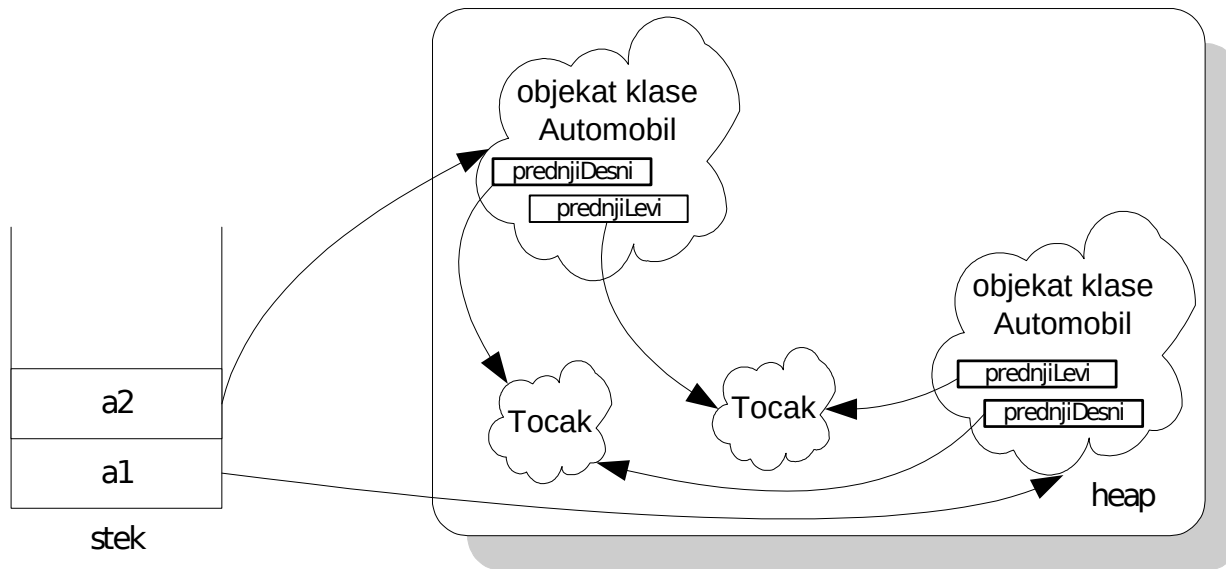 objekat klase
Automobil
prednjiDesni
prednjiLevi
objekat klase
Automobil
prednjiLevi
prednjiDesni
Tocak
Tocak
a2
a1
stek
heap